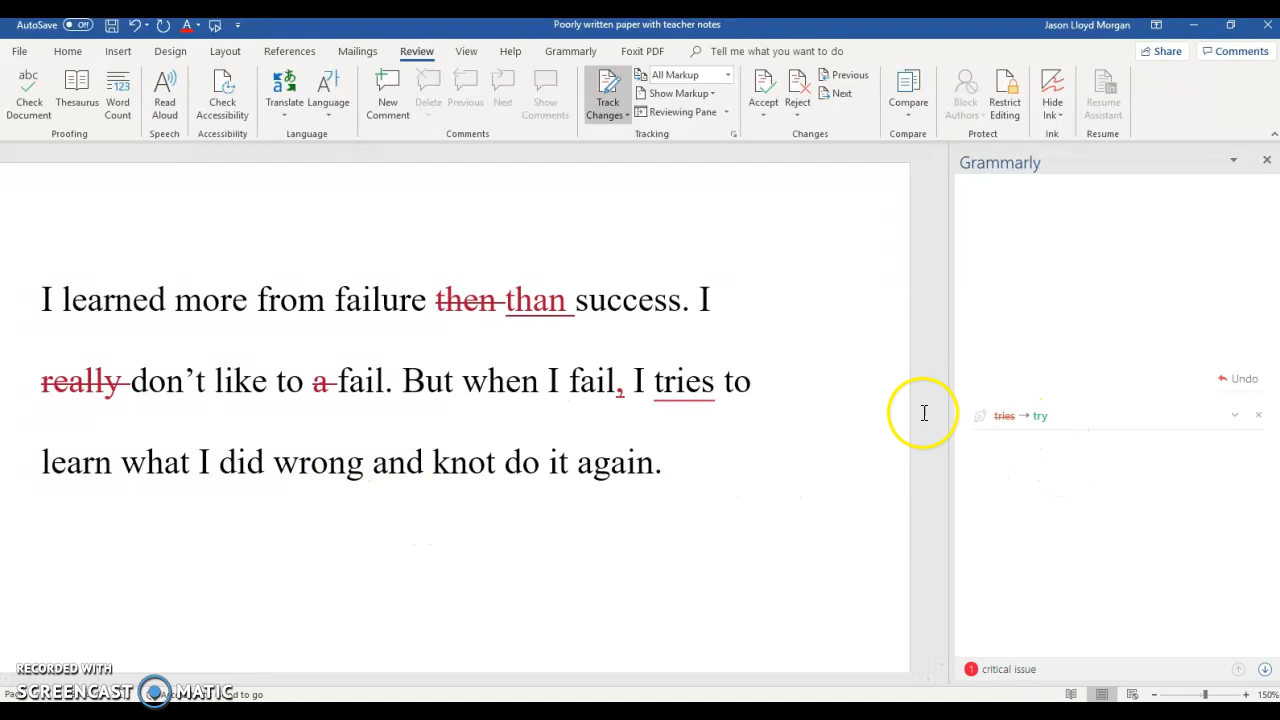 AutoSave Off Poorly written paper with teacher notes Jason Lloyd Morgan
File Home Insert Design Layout References Mailings Review View Help Grammarly Foxit PDF Tell me what you want to do Share Comments
abc Check Document Thesaurus 123 Word Count Read Aloud Check Accessibility Translate Language New Comment Delete Previous Next Show Comments Track Changes All Markup Show Markup Reviewing Pane Accept Reject Previous Next Compare Block Authors Restrict Editing Hide Ink Resume Assistant
Proofing Speech Accessibility Language Comments Tracking Changes Compare Protect Ink Resume
Grammarly
I learned more from failure then than success. I
really don’t like to a fail. But when I fail, I tries to
learn what I did wrong and knot do it again.
Undo
tries → try
1 critical issue
RECORDED WITH
SCREENCAST MATIC
to go
150%